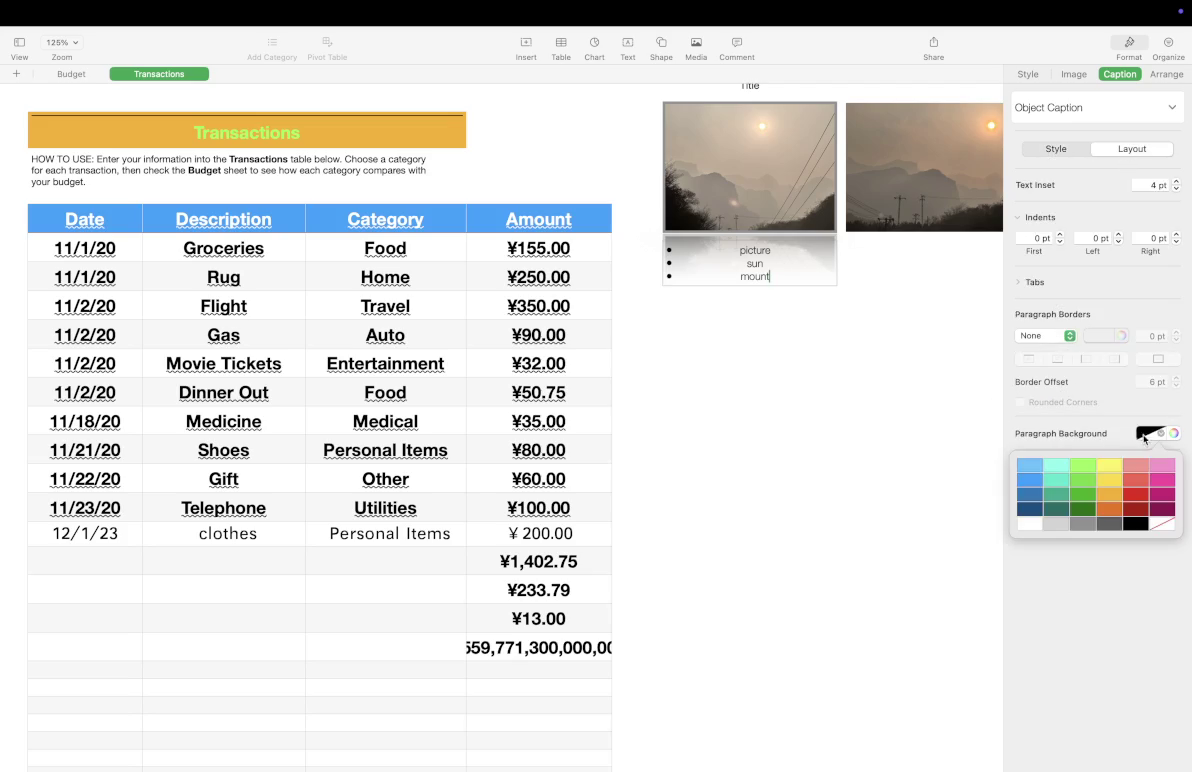 125%
View
Zoom
Add Category
Pivot Table
Insert
Table
Chart
Text
Shape
Media
Comment
Share
Format
Organize
Budget
Transactions
Style
Image
Caption
Arrange
Title
Transactions
HOW TO USE: Enter your information into the Transactions table below. Choose a category
for each transaction, then check the Budget sheet to see how each category compares with
your budget.
Date Description Category Amount
11/1/20 Groceries Food ¥155.00
11/1/20 Rug Home ¥250.00
11/2/20 Flight Travel ¥350.00
11/2/20 Gas Auto ¥90.00
11/2/20 Movie Tickets Entertainment ¥32.00
11/2/20 Dinner Out Food ¥50.75
11/18/20 Medicine Medical ¥35.00
11/21/20 Shoes Personal Items ¥80.00
11/22/20 Gift Other ¥60.00
11/23/20 Telephone Utilities ¥100.00
12/1/23 clothes Personal Items ¥ 200.00
¥1,402.75
¥233.79
¥13.00
559,771,300,000,00
picture
sun
mount
Object Caption
Style Layout
Text Inset 4 pt
Indents
0 pt 0 pt 0 pt
First Left Right
Tabs
Paragraph Borders
None 0 pt
Border Offset 6 pt
Rounded Corners
Paragraph Background